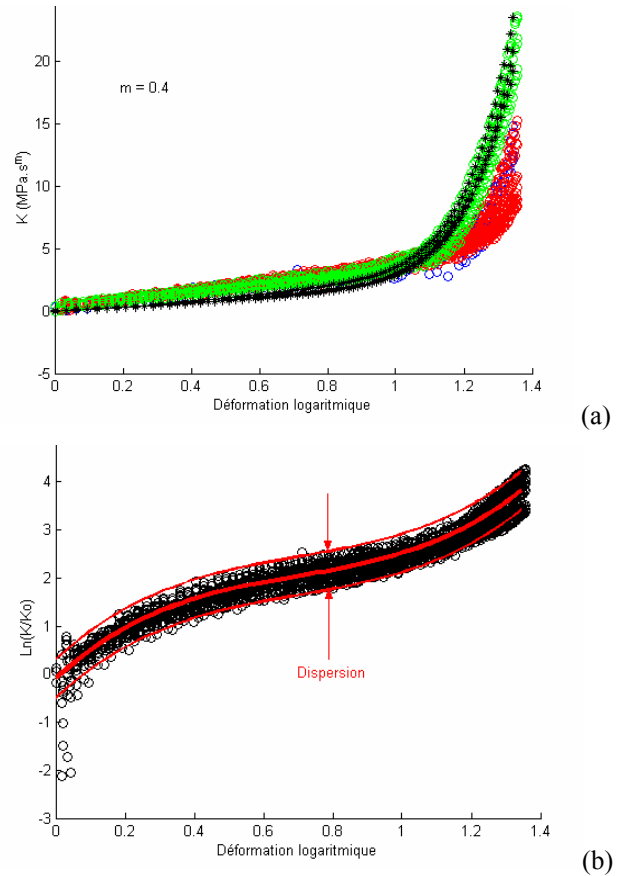 20
15
10
5
0
-5
K (MPa.s^m)
m = 0.4
0 0.2 0.4 0.6 0.8 1 1.2 1.4
Déformation logaritmique
(a)
4
3
2
1
0
-1
-2
-3
Ln(K/Ko)
Dispersion
0 0.2 0.4 0.6 0.8 1 1.2 1.4
Déformation logaritmique
(b)